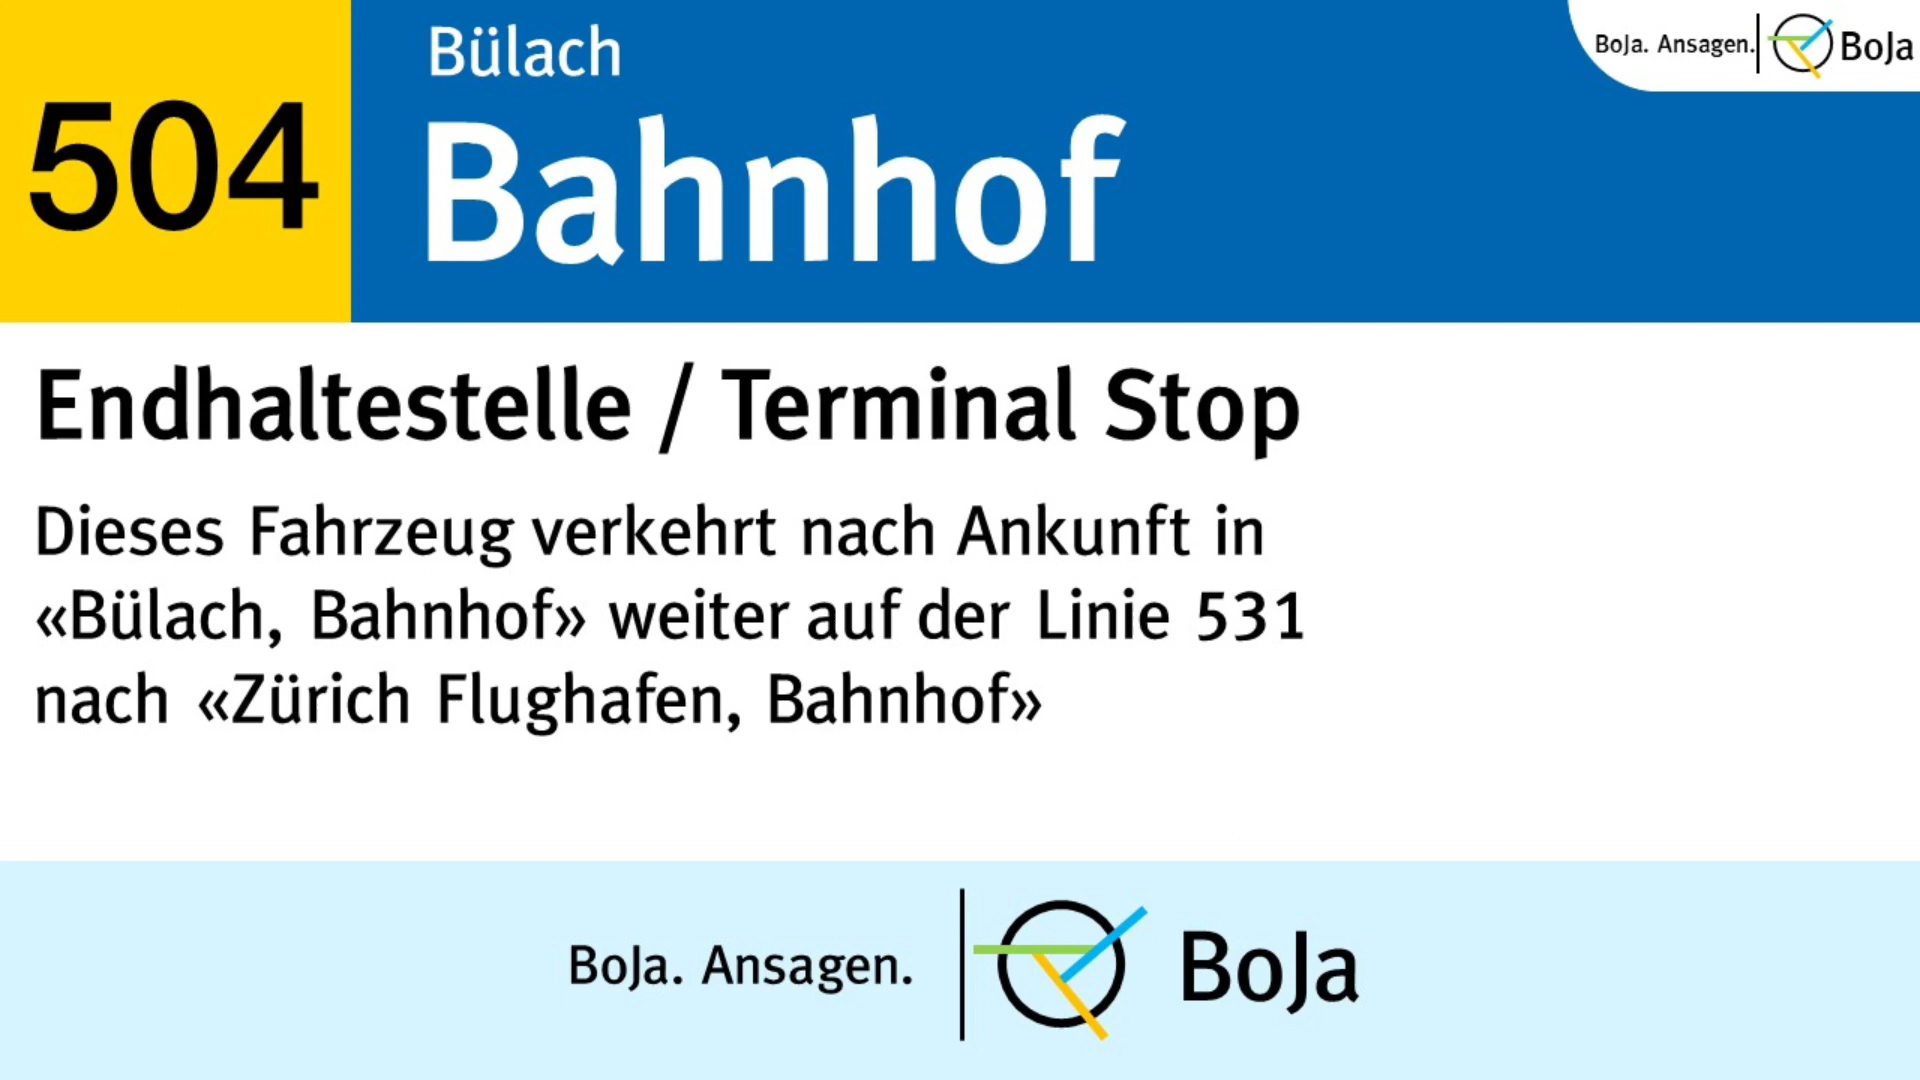 504
Bülach
Bahnhof
BoJa. Ansagen. BoJa
Endhaltestelle / Terminal Stop
Dieses Fahrzeug verkehrt nach Ankunft in
«Bülach, Bahnhof» weiter auf der Linie 531
nach «Zürich Flughafen, Bahnhof»
BoJa. Ansagen. BoJa